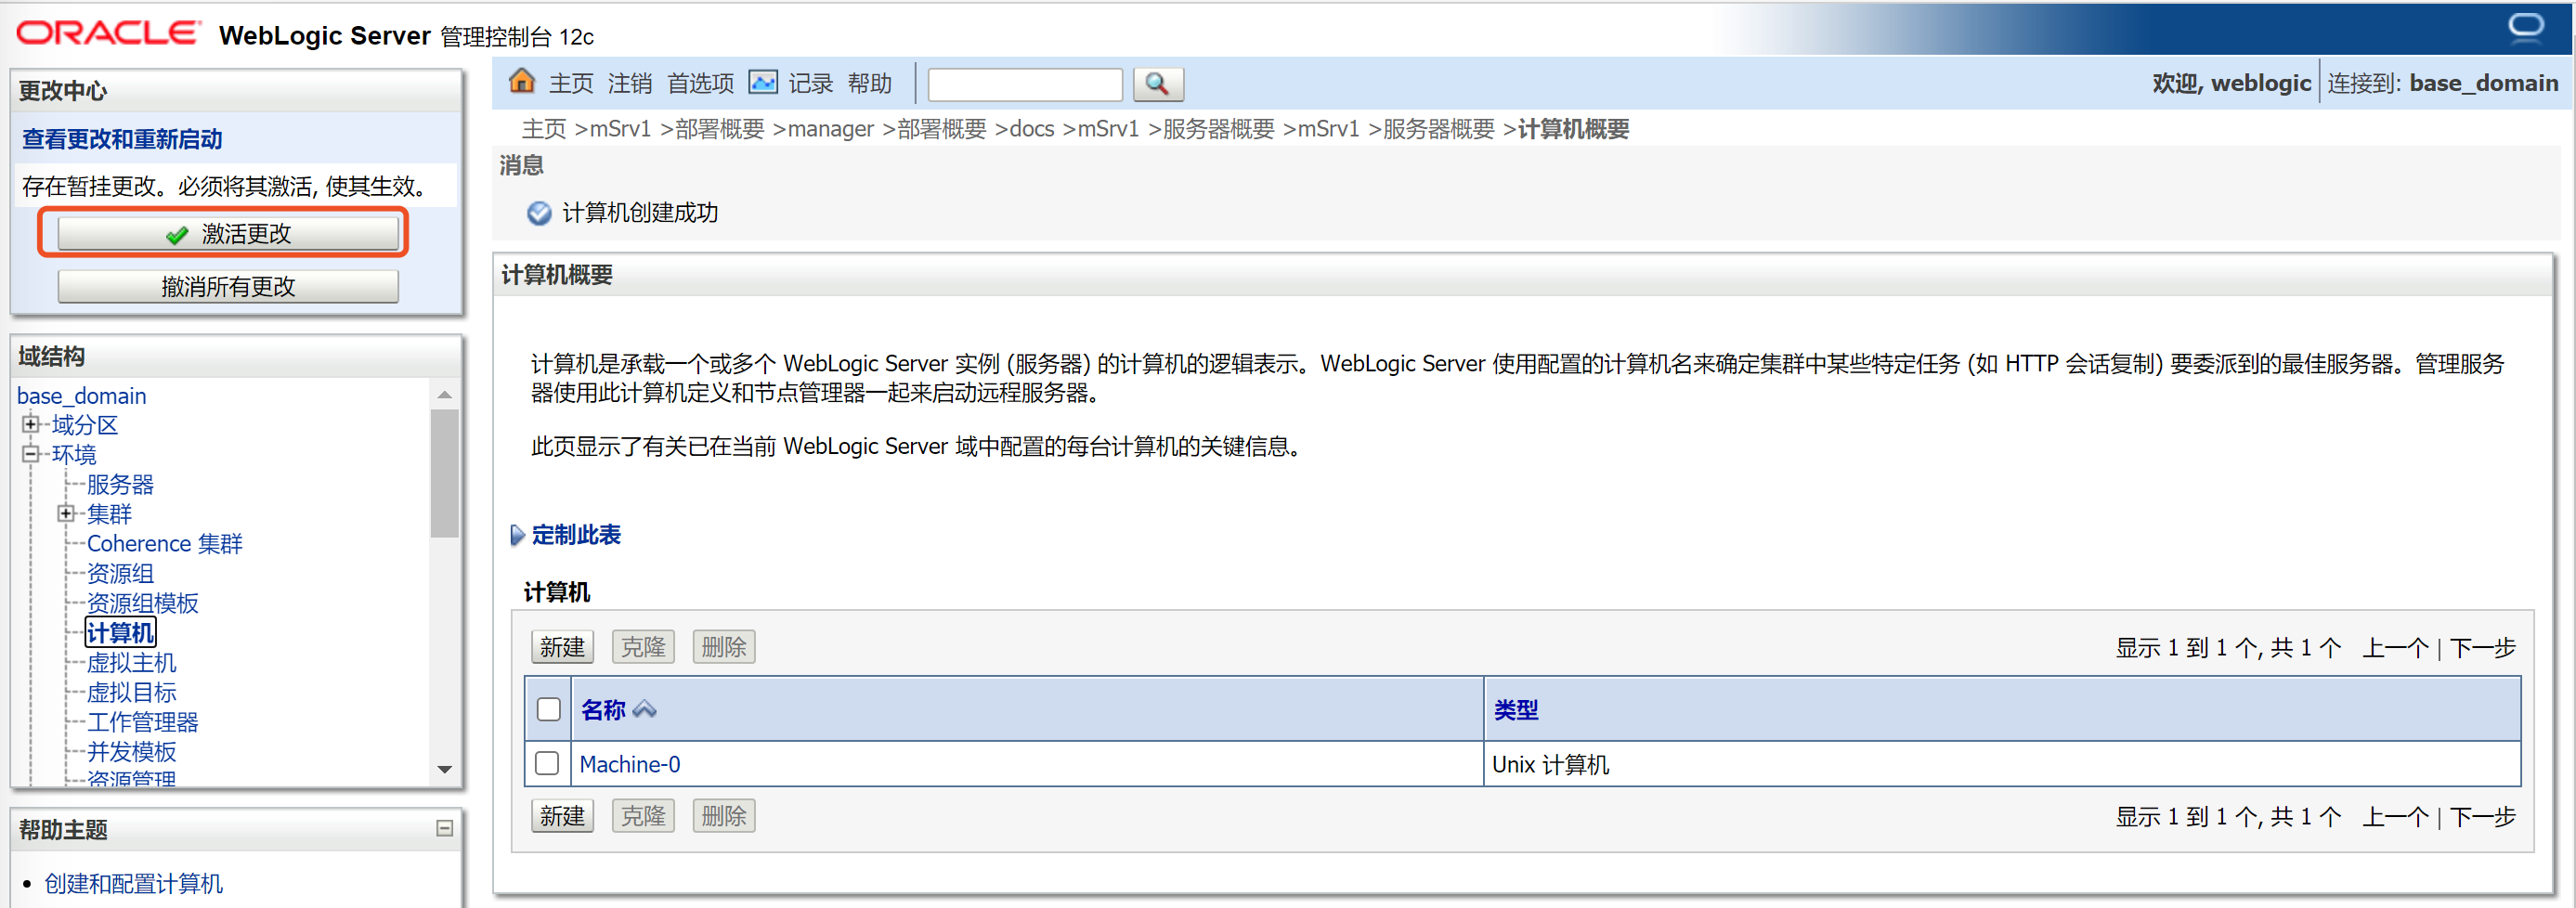 ORACLE WebLogic Server 管理控制台 12c
更改中心
查看更改和重新启动
存在暂挂更改。必须将其激活, 使其生效。
激活更改
撤消所有更改
域结构
base_domain
域分区
环境
服务器
集群
Coherence 集群
资源组
资源组模板
计算机
虚拟主机
虚拟目标
工作管理器
并发模板
资源管理
帮助主题
创建和配置计算机
主页 注销 首选项 记录 帮助
欢迎, weblogic 连接到: base_domain
主页 >mSrv1 >部署概要 >manager >部署概要 >docs >mSrv1 >服务器概要 >mSrv1 >服务器概要 >计算机概要
消息
计算机创建成功
计算机概要
计算机是承载一个或多个 WebLogic Server 实例 (服务器) 的计算机的逻辑表示。WebLogic Server 使用配置的计算机名来确定集群中某些特定任务 (如 HTTP 会话复制) 要委派到的最佳服务器。管理服务
器使用此计算机定义和节点管理器一起来启动远程服务器。
此页显示了有关已在当前 WebLogic Server 域中配置的每台计算机的关键信息。
定制此表
计算机
新建 克隆 删除 显示 1 到 1 个, 共 1 个 上一个 | 下一步
名称 类型
Machine-0 Unix 计算机
新建 克隆 删除 显示 1 到 1 个, 共 1 个 上一个 | 下一步